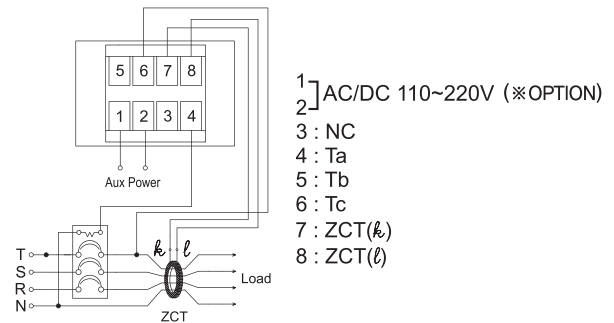 5 6 7 8
1 2 3 4
Aux Power
T
S
R
N
k l
Load
ZCT
1
2 AC/DC 110~220V (※OPTION)
3 : NC
4 : Ta
5 : Tb
6 : Tc
7 : ZCT(k)
8 : ZCT(l)